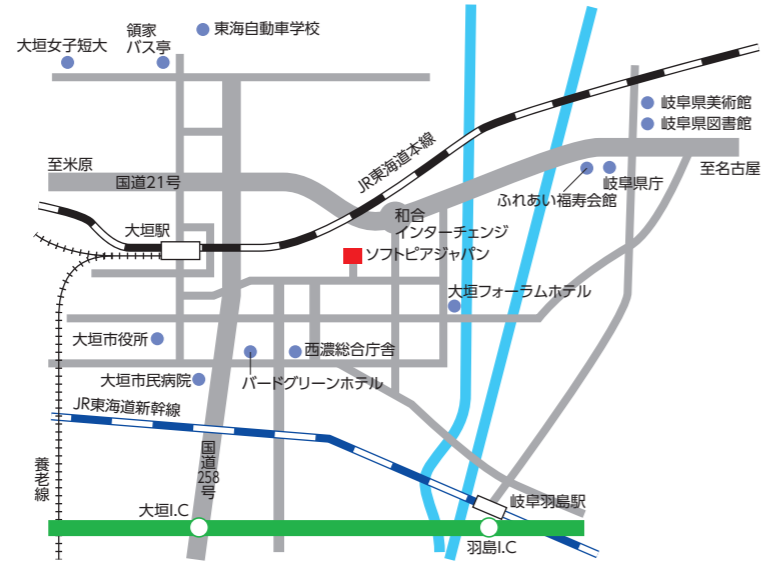 東海自動車学校
領家
バス亭
大垣女子短大
岐阜県美術館
岐阜県図書館
JR東海道本線
至米原
国道21号
至名古屋
岐阜県庁
ふれあい福寿会館
大垣駅
和合
インターチェンジ
ソフトピアジャパン
大垣フォーラムホテル
大垣市役所
西濃総合庁舎
大垣市民病院
バードグリーンホテル
JR東海道新幹線
養老線
国道258号
大垣I.C
岐阜羽島駅
羽島I.C